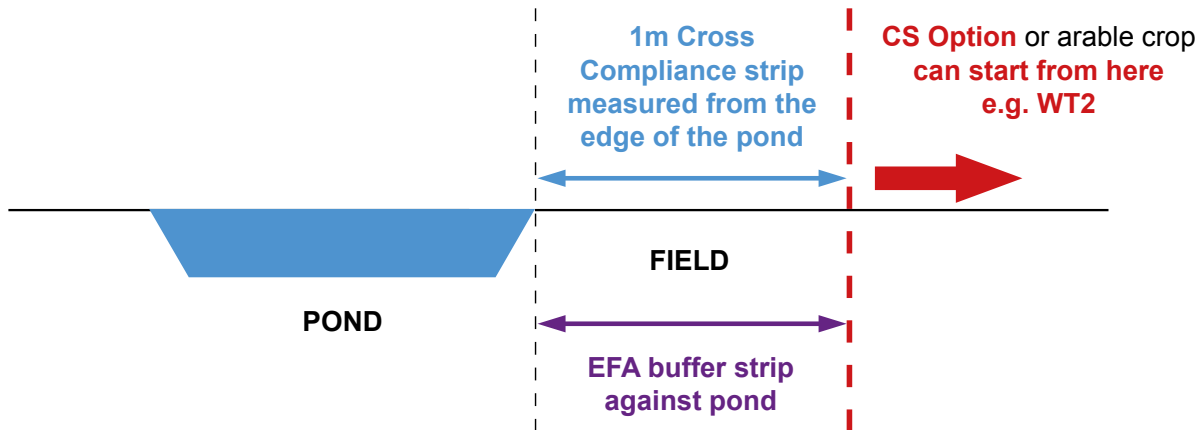 1m Cross
Compliance strip
measured from the
edge of the pond
CS Option or arable crop
can start from here
e.g. WT2
FIELD
POND
EFA buffer strip
against pond